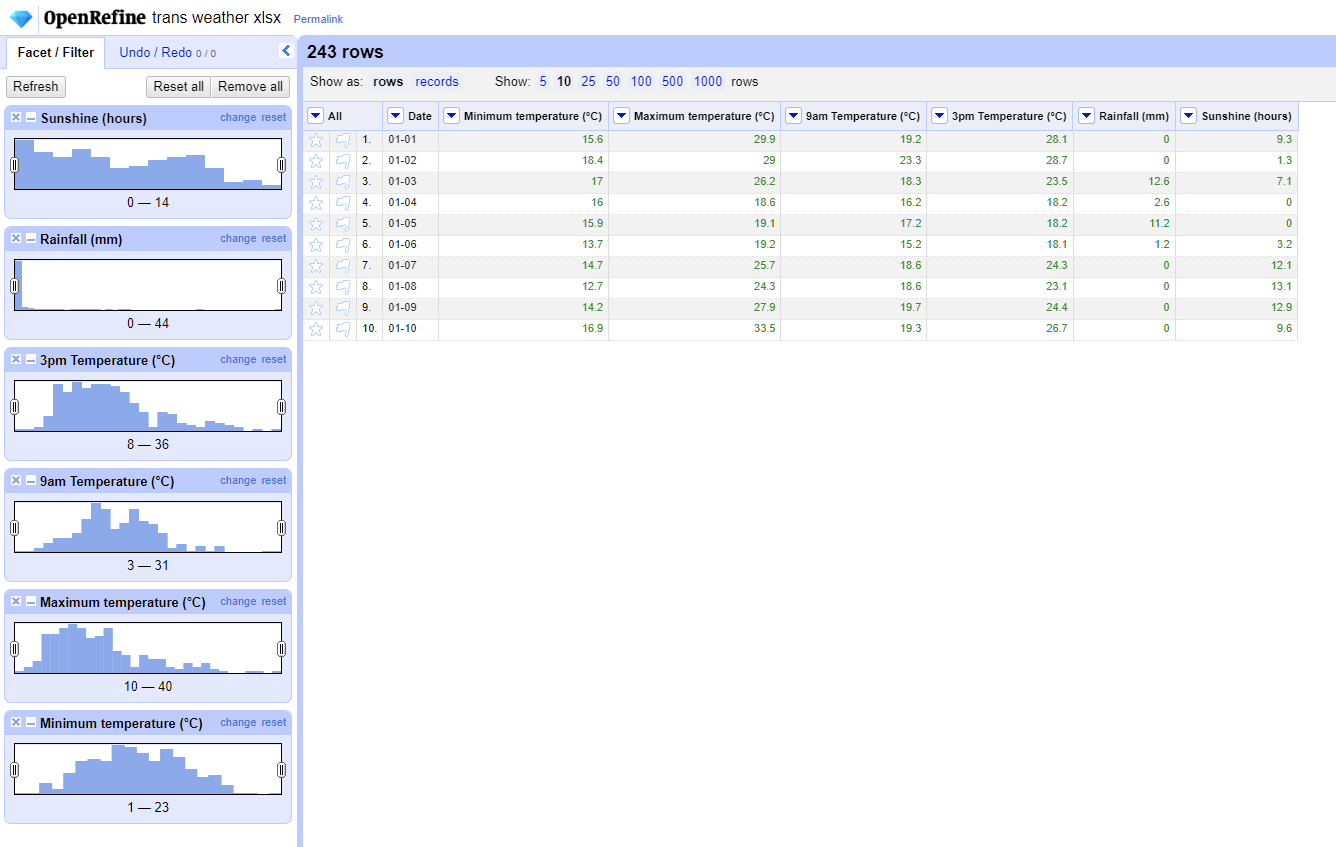 OpenRefine trans weather xlsx Permalink
Facet / Filter Undo / Redo 0 / 0
Refresh Reset all Remove all
Sunshine (hours) change reset
0 — 14
Rainfall (mm) change reset
0 — 44
3pm Temperature (°C) change reset
8 — 36
9am Temperature (°C) change reset
3 — 31
Maximum temperature (°C) change reset
10 — 40
Minimum temperature (°C) change reset
1 — 23
243 rows
Show as: rows records Show: 5 10 25 50 100 500 1000 rows
All Date Minimum temperature (°C) Maximum temperature (°C) 9am Temperature (°C) 3pm Temperature (°C) Rainfall (mm) Sunshine (hours)
1. 01-01 15.6 29.9 19.2 28.1 0 9.3
2. 01-02 18.4 29 23.3 28.7 0 1.3
3. 01-03 17 26.2 18.3 23.5 12.6 7.1
4. 01-04 16 18.6 16.2 18.2 2.6 0
5. 01-05 15.9 19.1 17.2 18.2 11.2 0
6. 01-06 13.7 19.2 15.2 18.1 1.2 3.2
7. 01-07 14.7 25.7 18.6 24.3 0 12.1
8. 01-08 12.7 24.3 18.6 23.1 0 13.1
9. 01-09 14.2 27.9 19.7 24.4 0 12.9
10. 01-10 16.9 33.5 19.3 26.7 0 9.6